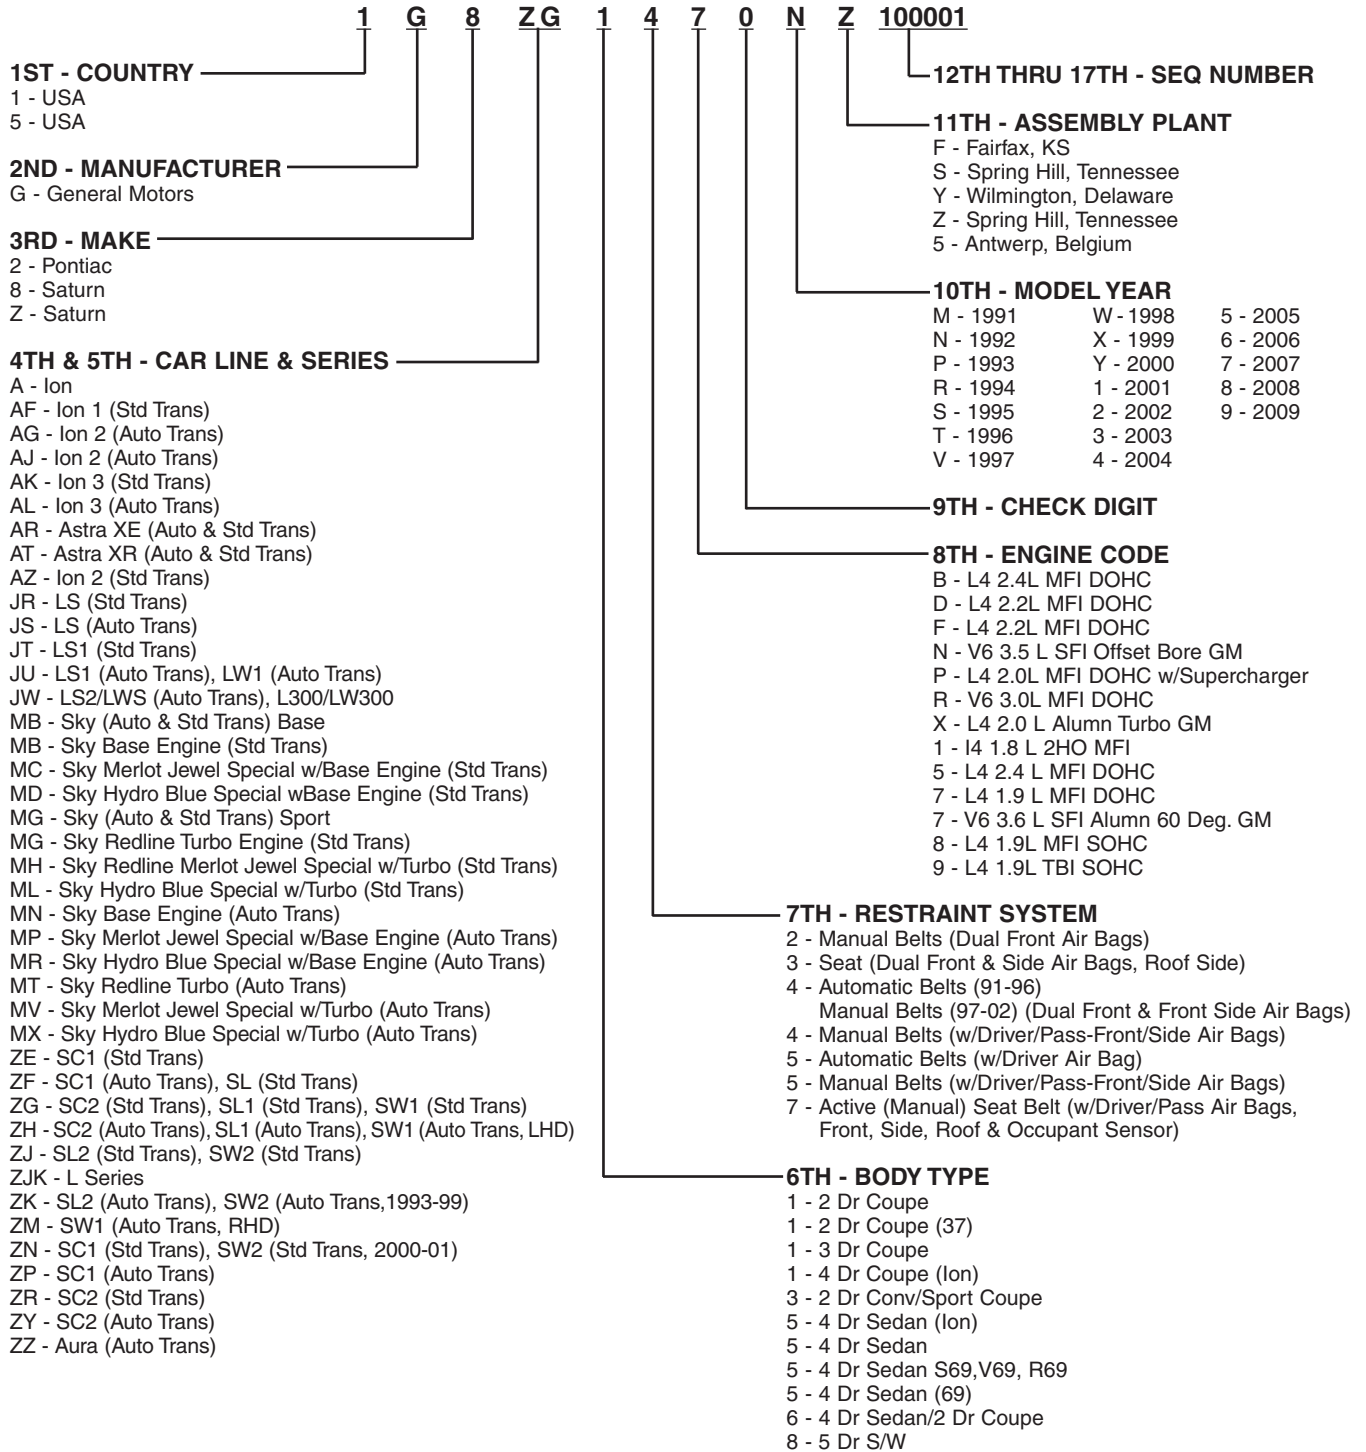 1 G 8 ZG 1 4 7 0 N Z 100001
1ST - COUNTRY
1 - USA
5 - USA
2ND - MANUFACTURER
G - General Motors
3RD - MAKE
2 - Pontiac
8 - Saturn
Z - Saturn
4TH & 5TH - CAR LINE & SERIES
A - Ion
AF - Ion 1 (Std Trans)
AG - Ion 2 (Auto Trans)
AJ - Ion 2 (Auto Trans)
AK - Ion 3 (Std Trans)
AL - Ion 3 (Auto Trans)
AR - Astra XE (Auto & Std Trans)
AT - Astra XR (Auto & Std Trans)
AZ - Ion 2 (Std Trans)
JR - LS (Std Trans)
JS - LS (Auto Trans)
JT - LS1 (Std Trans)
JU - LS1 (Auto Trans), LW1 (Auto Trans)
JW - LS2/LWS (Auto Trans), L300/LW300
MB - Sky (Auto & Std Trans) Base
MB - Sky Base Engine (Std Trans)
MC - Sky Merlot Jewel Special w/Base Engine (Std Trans)
MD - Sky Hydro Blue Special wBase Engine (Std Trans)
MG - Sky (Auto & Std Trans) Sport
MG - Sky Redline Turbo Engine (Std Trans)
MH - Sky Redline Merlot Jewel Special w/Turbo (Std Trans)
ML - Sky Hydro Blue Special w/Turbo (Std Trans)
MN - Sky Base Engine (Auto Trans)
MP - Sky Merlot Jewel Special w/Base Engine (Auto Trans)
MR - Sky Hydro Blue Special w/Base Engine (Auto Trans)
MT - Sky Redline Turbo (Auto Trans)
MV - Sky Merlot Jewel Special w/Turbo (Auto Trans)
MX - Sky Hydro Blue Special w/Turbo (Auto Trans)
ZE - SC1 (Std Trans)
ZF - SC1 (Auto Trans), SL (Std Trans)
ZG - SC2 (Std Trans), SL1 (Std Trans), SW1 (Std Trans)
ZH - SC2 (Auto Trans), SL1 (Auto Trans), SW1 (Auto Trans, LHD)
ZJ - SL2 (Std Trans), SW2 (Std Trans)
ZJK - L Series
ZK - SL2 (Auto Trans), SW2 (Auto Trans,1993-99)
ZM - SW1 (Auto Trans, RHD)
ZN - SC1 (Std Trans), SW2 (Std Trans, 2000-01)
ZP - SC1 (Auto Trans)
ZR - SC2 (Std Trans)
ZY - SC2 (Auto Trans)
ZZ - Aura (Auto Trans)
12TH THRU 17TH - SEQ NUMBER
11TH - ASSEMBLY PLANT
F - Fairfax, KS
S - Spring Hill, Tennessee
Y - Wilmington, Delaware
Z - Spring Hill, Tennessee
5 - Antwerp, Belgium
10TH - MODEL YEAR
M - 1991 W - 1998 5 - 2005
N - 1992 X - 1999 6 - 2006
P - 1993 Y - 2000 7 - 2007
R - 1994 1 - 2001 8 - 2008
S - 1995 2 - 2002 9 - 2009
T - 1996 3 - 2003
V - 1997 4 - 2004
9TH - CHECK DIGIT
8TH - ENGINE CODE
B - L4 2.4L MFI DOHC
D - L4 2.2L MFI DOHC
F - L4 2.2L MFI DOHC
N - V6 3.5 L SFI Offset Bore GM
P - L4 2.0L MFI DOHC w/Supercharger
R - V6 3.0L MFI DOHC
X - L4 2.0 L Alumn Turbo GM
1 - I4 1.8 L 2HO MFI
5 - L4 2.4 L MFI DOHC
7 - L4 1.9 L MFI DOHC
7 - V6 3.6 L SFI Alumn 60 Deg. GM
8 - L4 1.9L MFI SOHC
9 - L4 1.9L TBI SOHC
7TH - RESTRAINT SYSTEM
2 - Manual Belts (Dual Front Air Bags)
3 - Seat (Dual Front & Side Air Bags, Roof Side)
4 - Automatic Belts (91-96)
Manual Belts (97-02) (Dual Front & Front Side Air Bags)
4 - Manual Belts (w/Driver/Pass-Front/Side Air Bags)
5 - Automatic Belts (w/Driver Air Bag)
5 - Manual Belts (w/Driver/Pass-Front/Side Air Bags)
7 - Active (Manual) Seat Belt (w/Driver/Pass Air Bags,
Front, Side, Roof & Occupant Sensor)
6TH - BODY TYPE
1 - 2 Dr Coupe
1 - 2 Dr Coupe (37)
1 - 3 Dr Coupe
1 - 4 Dr Coupe (Ion)
3 - 2 Dr Conv/Sport Coupe
5 - 4 Dr Sedan (Ion)
5 - 4 Dr Sedan
5 - 4 Dr Sedan S69,V69, R69
5 - 4 Dr Sedan (69)
6 - 4 Dr Sedan/2 Dr Coupe
8 - 5 Dr S/W